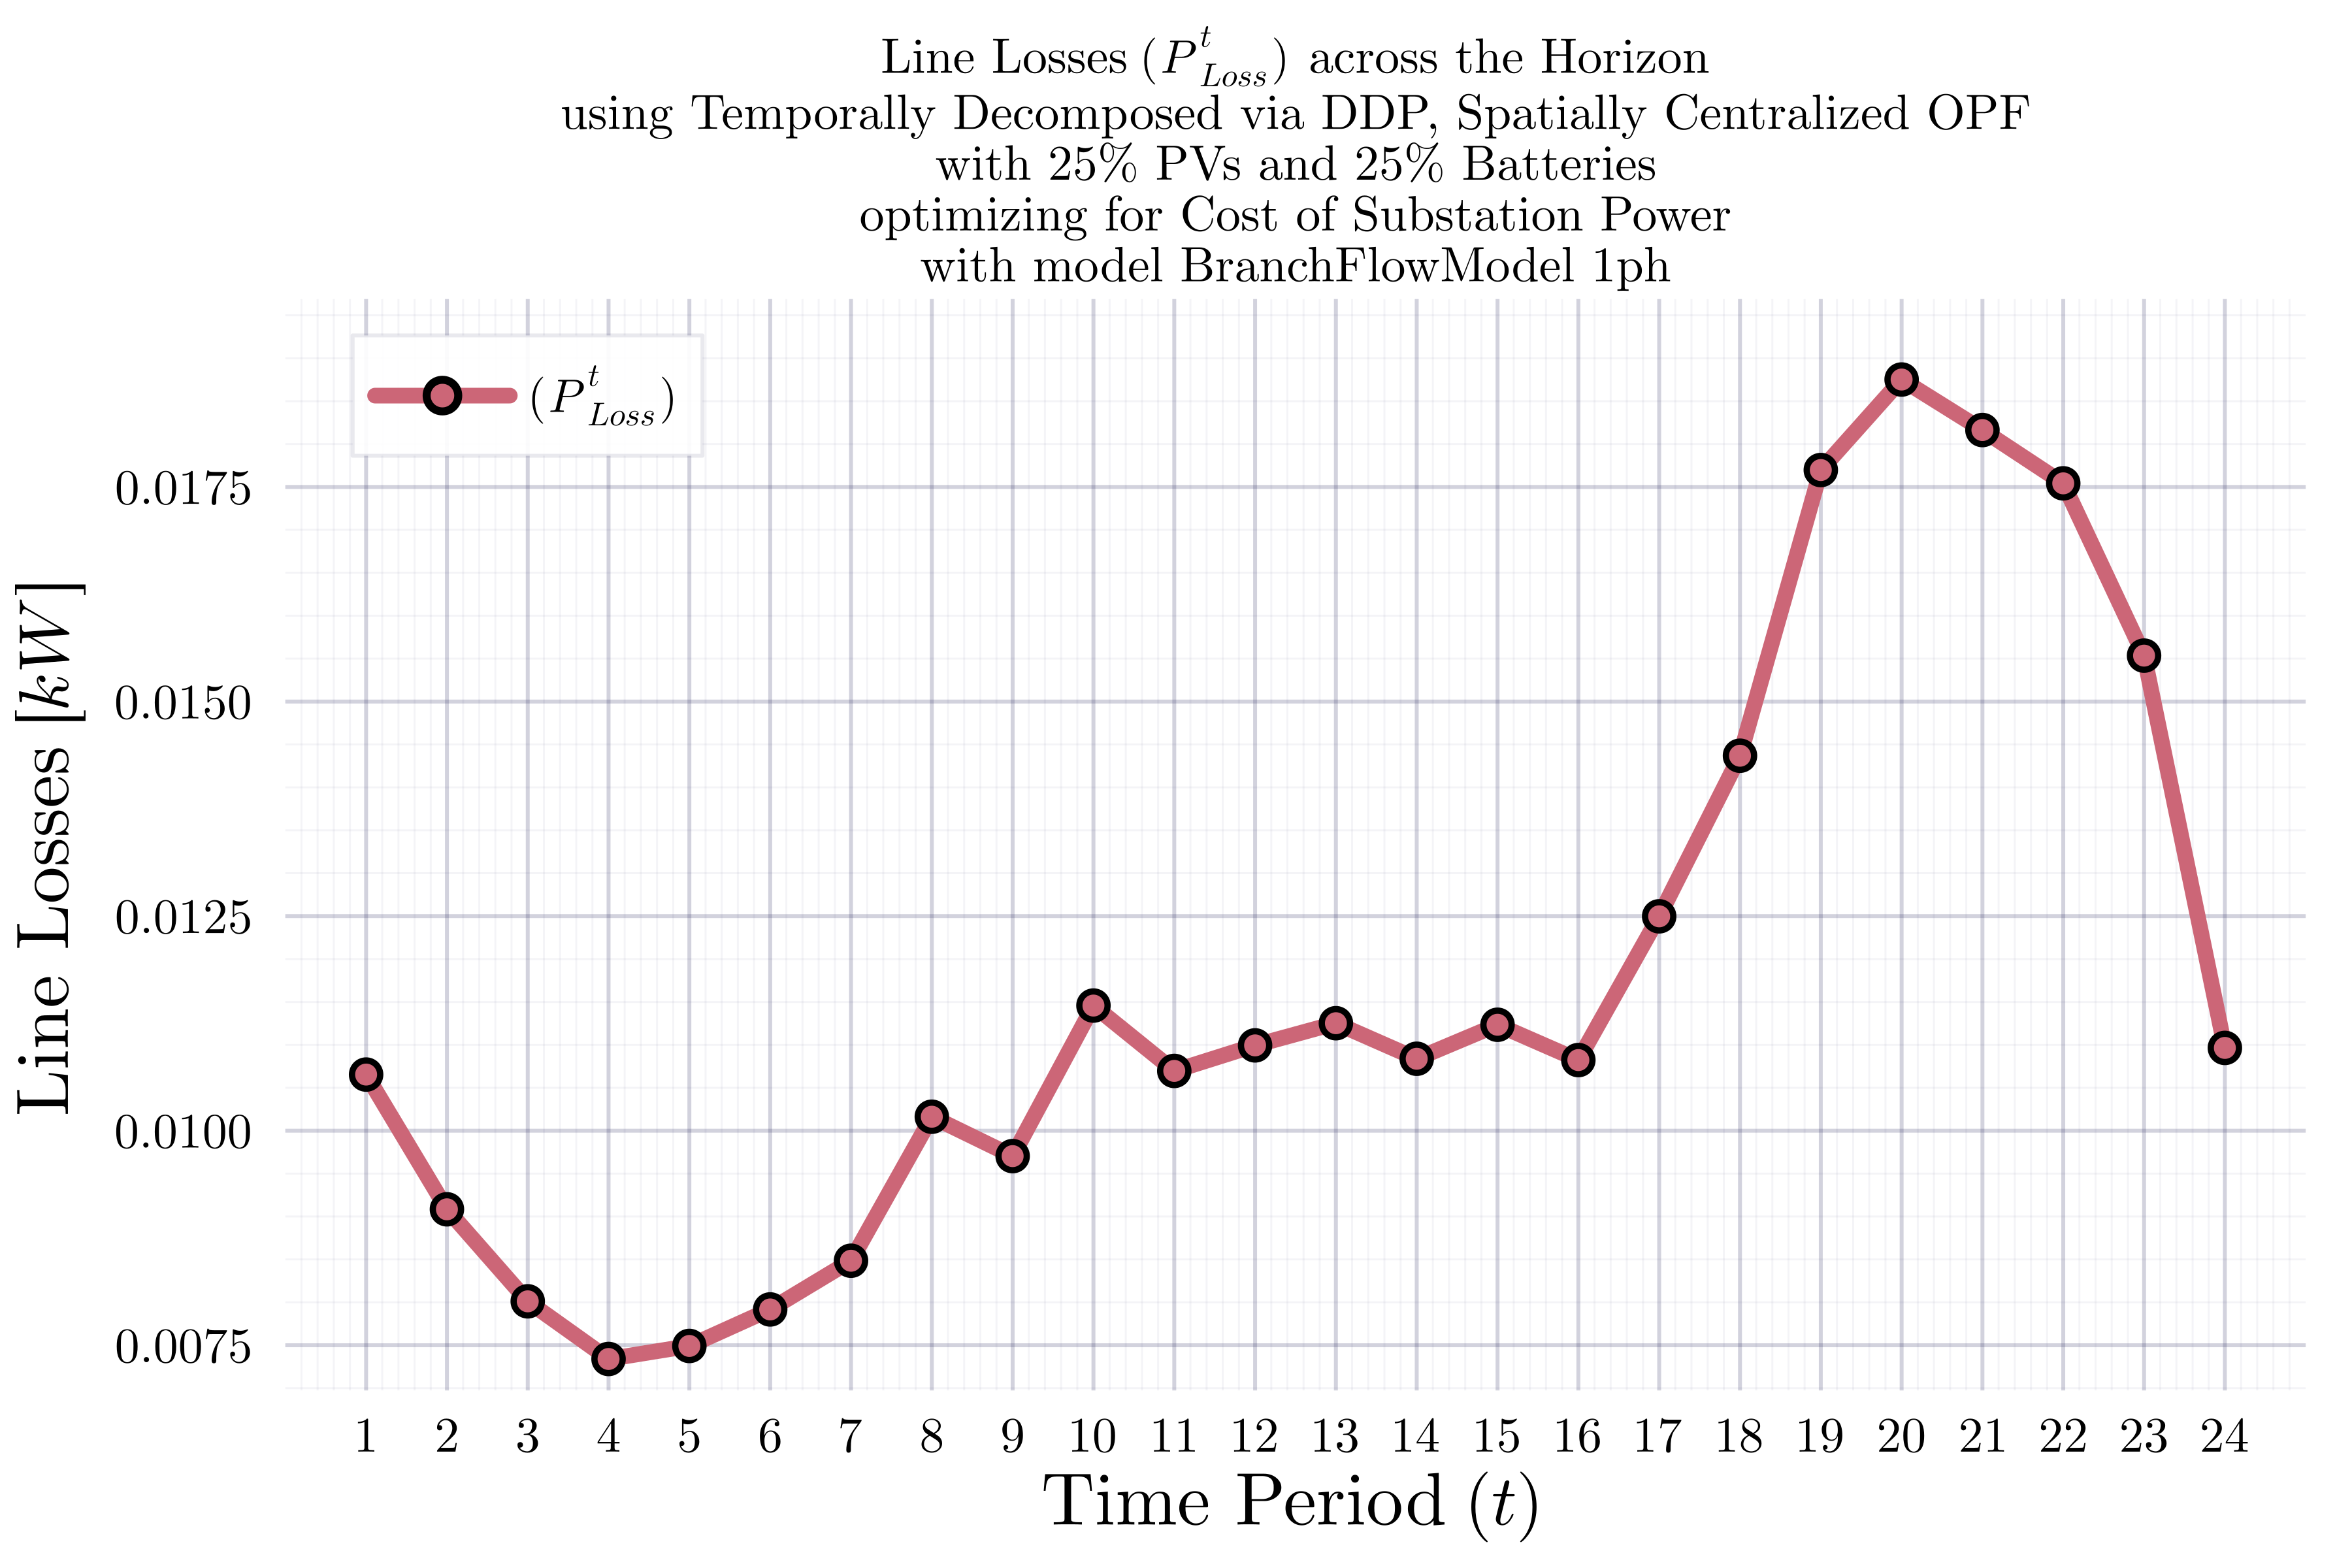 Line Losses (P^t_Loss) across the Horizon
using Temporally Decomposed via DDP, Spatially Centralized OPF
with 25% PVs and 25% Batteries
optimizing for Cost of Substation Power
with model BranchFlowModel 1ph
(P^t_Loss)
0.0175
0.0150
0.0125
0.0100
0.0075
Line Losses [kW]
1 2 3 4 5 6 7 8 9 10 11 12 13 14 15 16 17 18 19 20 21 22 23 24
Time Period (t)